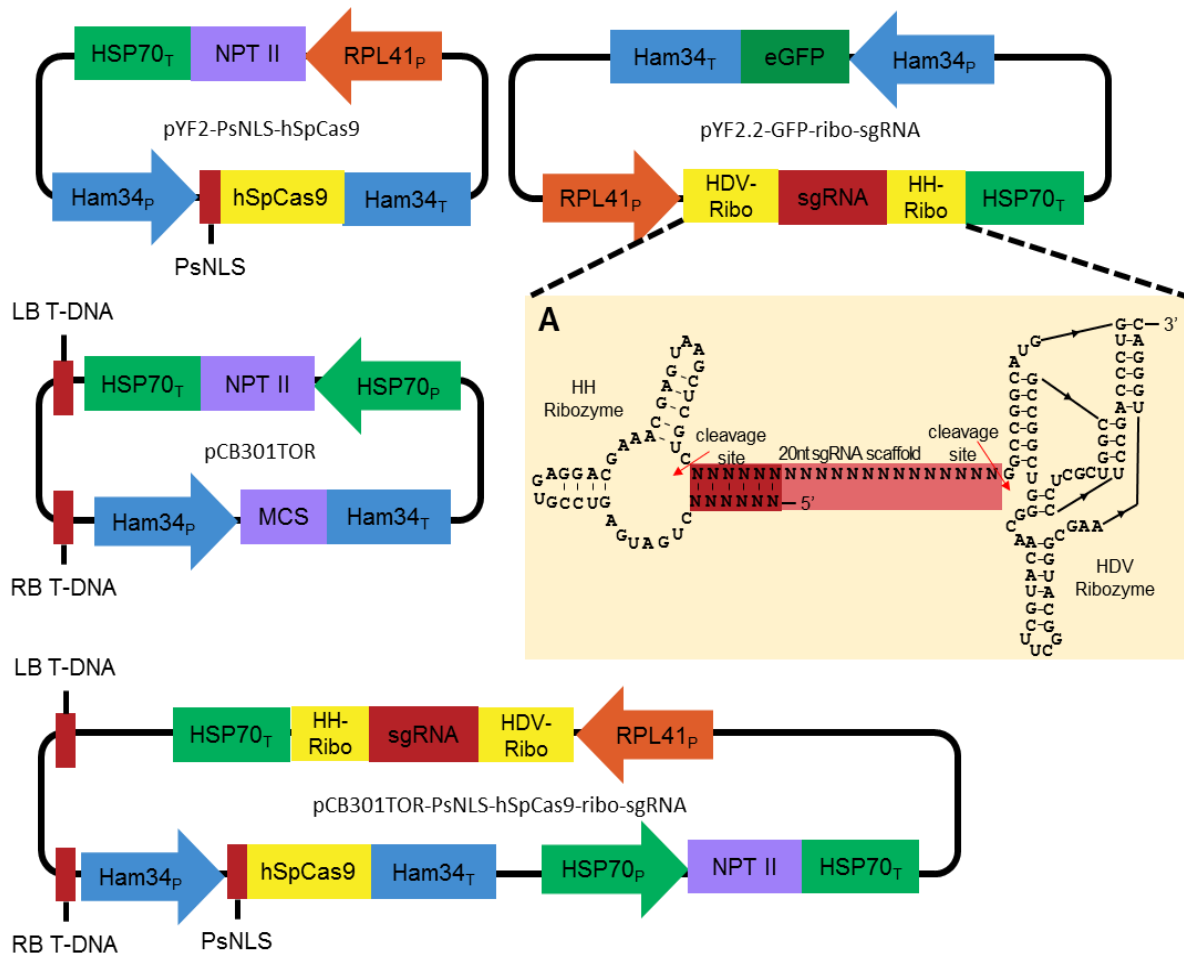 HSP70T NPT II RPL41P
pYF2-PsNLS-hSpCas9
Ham34P hSpCas9 Ham34T
PsNLS
Ham34T eGFP Ham34P
pYF2.2-GFP-ribo-sgRNA
RPL41P HDV-Ribo sgRNA HH-Ribo HSP70T
LB T-DNA
HSP70T NPT II HSP70P
pCB301TOR
Ham34P MCS Ham34T
RB T-DNA
A
HH
Ribozyme
cleavage
site
20nt sgRNA scaffold
cleavage
site
NNNNNN NNNNNNNNNNNNNN
NNNNNN
5’
3’
HDV
Ribozyme
LB T-DNA
HSP70T HH-Ribo sgRNA HDV-Ribo RPL41P
pCB301TOR-PsNLS-hSpCas9-ribo-sgRNA
Ham34P hSpCas9 Ham34T HSP70P NPT II HSP70T
RB T-DNA
PsNLS